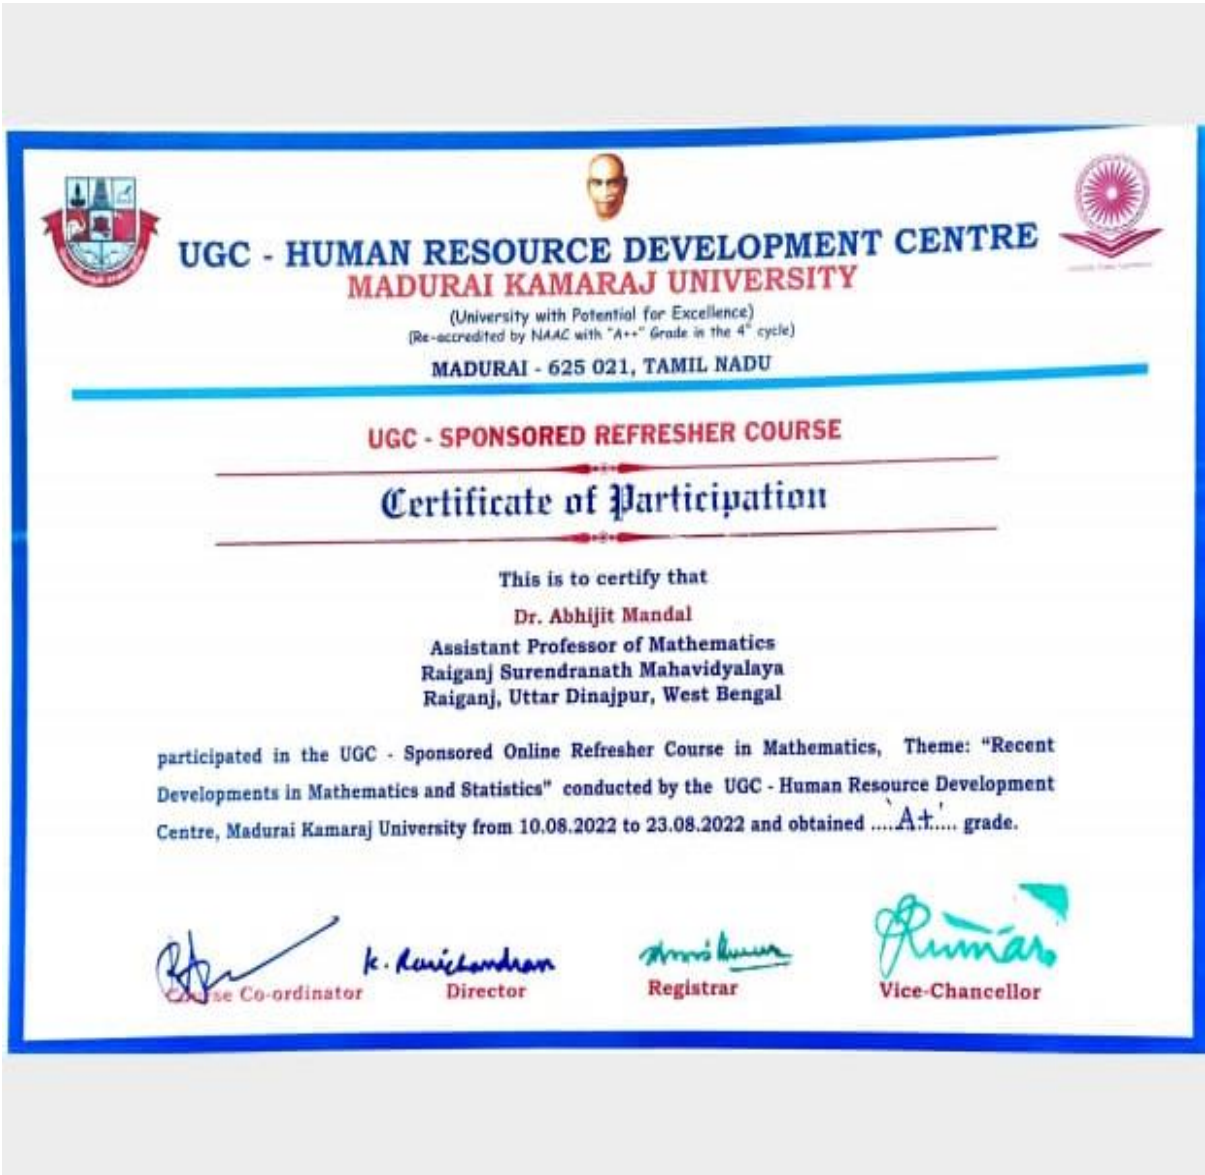 UGC - HUMAN RESOURCE DEVELOPMENT CENTRE
MADURAI KAMARAJ UNIVERSITY
(University with Potential for Excellence)
(Re-accredited by NAAC with "A++" Grade in the 4th cycle)
MADURAI - 625 021, TAMIL NADU
UGC - SPONSORED REFRESHER COURSE
Certificate of Participation
This is to certify that
Dr. Abhijit Mandal
Assistant Professor of Mathematics
Raiganj Surendranath Mahavidyalaya
Raiganj, Uttar Dinajpur, West Bengal
participated in the UGC - Sponsored Online Refresher Course in Mathematics, Theme: "Recent
Developments in Mathematics and Statistics" conducted by the UGC - Human Resource Development
Centre, Madurai Kamaraj University from 10.08.2022 to 23.08.2022 and obtained ....'A+'.... grade.
K. Ravichandran
Kumar
Course Co-ordinator Director Registrar Vice-Chancellor